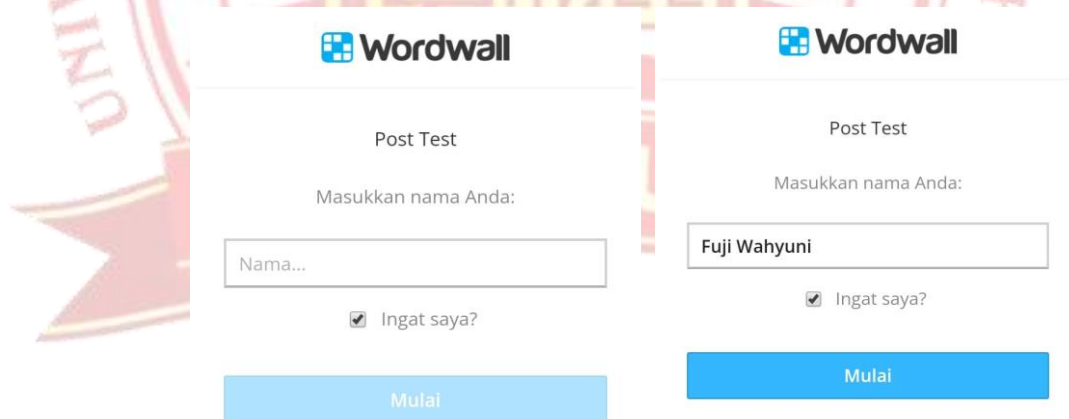 Wordwall
Post Test
Masukkan nama Anda:
Nama...
Ingat saya?
Mulai
Wordwall
Post Test
Masukkan nama Anda:
Fuji Wahyuni
Ingat saya?
Mulai